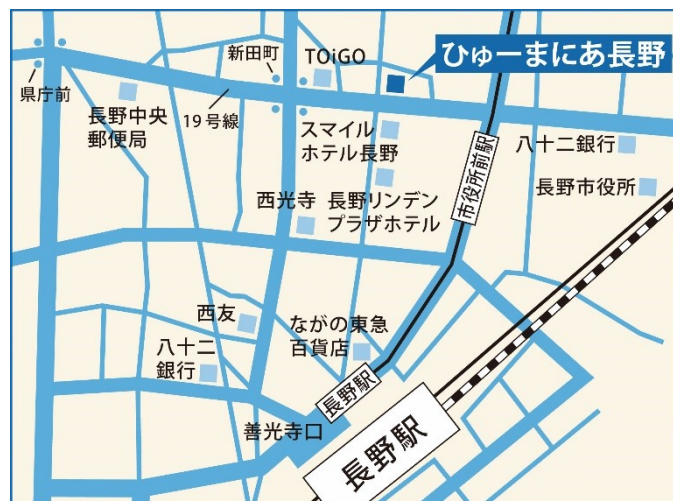 新田町
TOiGO
ひゅーまにあ長野
県庁前
長野中央
郵便局
19号線
スマイル
ホテル長野
八十二銀行
長野市役所
市役所前駅
西光寺
長野リンデン
プラザホテル
西友
ながの東急
百貨店
八十二
銀行
長野駅
善光寺口
長野駅